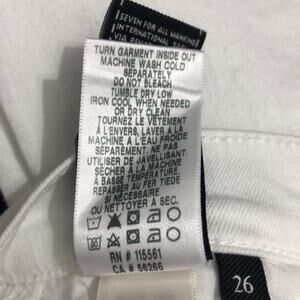 SEVEN FOR ALL MANKIND
INTERNATIONAL
VIA
TURN GARMENT INSIDE OUT
MACHINE WASH COLD
SEPARATELY
DO NOT BLEACH
TUMBLE DRY LOW
IRON COOL WHEN NEEDED
OR DRY CLEAN
TOURNEZ LE VÊTEMENT
À L'ENVERS, LAVER À LA
MACHINE À L'EAU FROIDE
SÉPARÉMENT. NE PAS
UTILISER DE JAVELLISANT.
SÉCHER À LA MACHINE
À BASSE TEMPÉRATURE.
REPASSER AU FER TIEDE
SI NÉCESSAIRE OU
NETTOYER À SEC
RN # 115561
CA # 56266
26